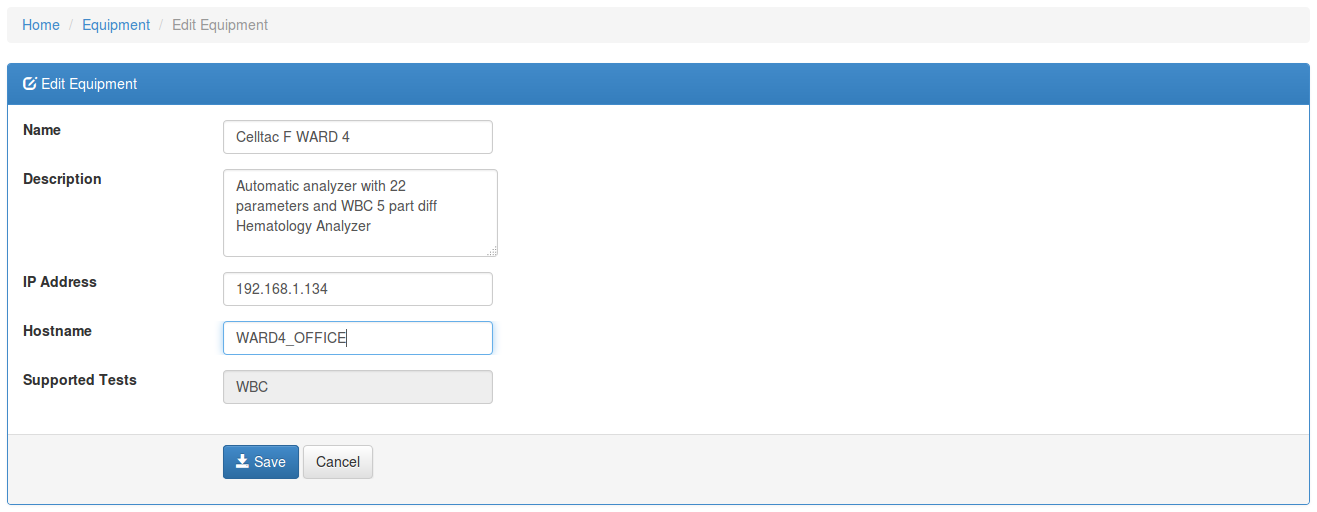 Home / Equipment / Edit Equipment
Edit Equipment
Name
Celltac F WARD 4
Description
Automatic analyzer with 22
parameters and WBC 5 part diff
Hematology Analyzer
IP Address
192.168.1.134
Hostname
WARD4_OFFICE
Supported Tests
WBC
Save Cancel